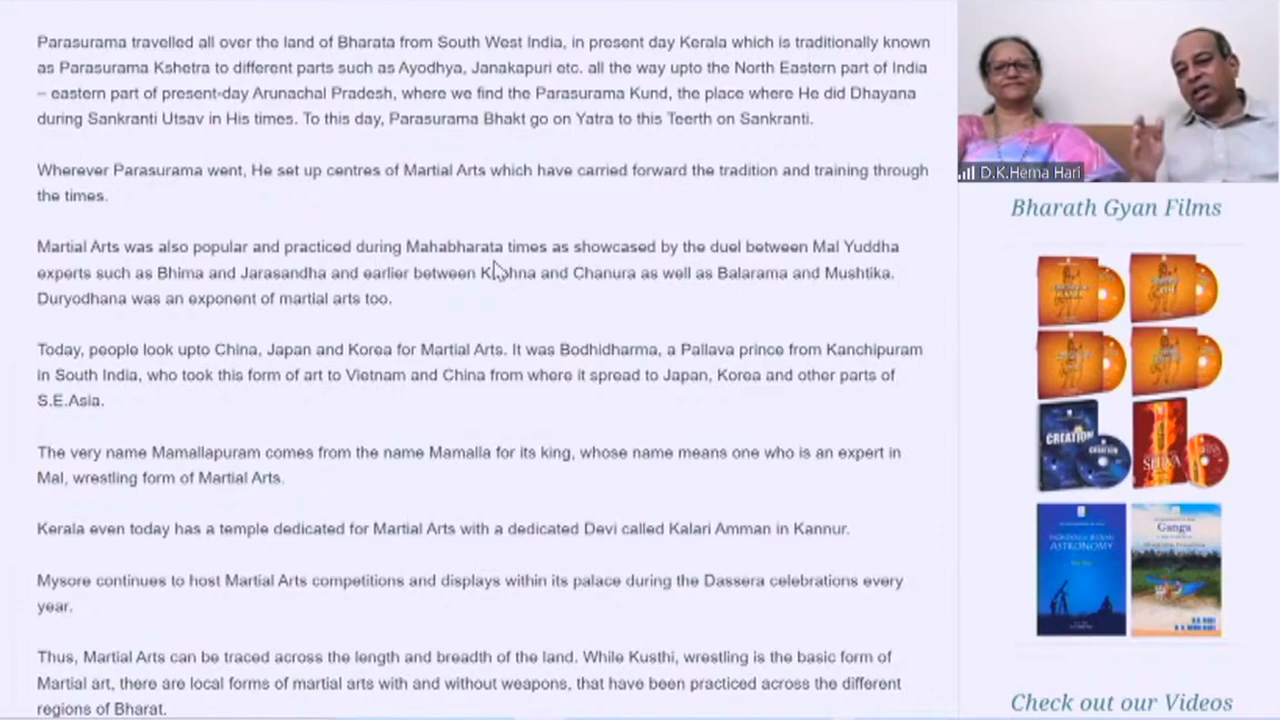 Parasurama travelled all over the land of Bharata from South West India, in present day Kerala which is traditionally known
as Parasurama Kshetra to different parts such as Ayodhya, Janakapuri etc. all the way upto the North Eastern part of India
– eastern part of present-day Arunachal Pradesh, where we find the Parasurama Kund, the place where He did Dhayana
during Sankranti Utsav in His times. To this day, Parasurama Bhakt go on Yatra to this Teerth on Sankranti.
Wherever Parasurama went, He set up centres of Martial Arts which have carried forward the tradition and training through
the times.
Martial Arts was also popular and practiced during Mahabharata times as showcased by the duel between Mal Yuddha
experts such as Bhima and Jarasandha and earlier between Krishna and Chanura as well as Balarama and Mushtika.
Duryodhana was an exponent of martial arts too.
Today, people look upto China, Japan and Korea for Martial Arts. It was Bodhidharma, a Pallava prince from Kanchipuram
in South India, who took this form of art to Vietnam and China from where it spread to Japan, Korea and other parts of
S.E.Asia.
The very name Mamallapuram comes from the name Mamalla for its king, whose name means one who is an expert in
Mal, wrestling form of Martial Arts.
Kerala even today has a temple dedicated for Martial Arts with a dedicated Devi called Kalari Amman in Kannur.
Mysore continues to host Martial Arts competitions and displays within its palace during the Dassera celebrations every
year.
Thus, Martial Arts can be traced across the length and breadth of the land. While Kusthi, wrestling is the basic form of
Martial art, there are local forms of martial arts with and without weapons, that have been practiced across the different
regions of Bharat.
D.K.Hema Hari
Bharath Gyan Films
CREATION
ASTRONOMY
Ganga
Check out our Videos